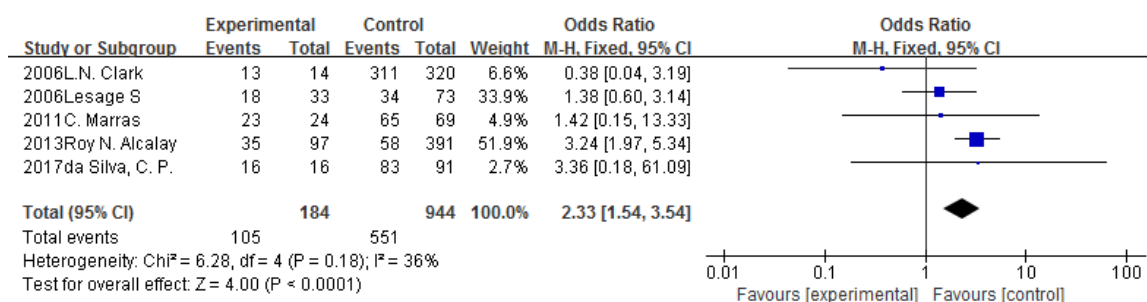 Experimental Control Odds Ratio Odds Ratio
Study or Subgroup Events Total Events Total Weight M-H, Fixed, 95% CI M-H, Fixed, 95% CI
2006L.N. Clark 13 14 311 320 6.6% 0.38 [0.04, 3.19]
2006Lesage S 18 33 34 73 33.9% 1.38 [0.60, 3.14]
2011C. Marras 23 24 65 69 4.9% 1.42 [0.15, 13.33]
2013Roy N. Alcalay 35 97 58 391 51.9% 3.24 [1.97, 5.34]
2017da Silva, C. P. 16 16 83 91 2.7% 3.36 [0.18, 61.09]
Total (95% CI) 184 944 100.0% 2.33 [1.54, 3.54]
Total events 105 551
Heterogeneity: Chi² = 6.28, df = 4 (P = 0.18); I² = 36%
Test for overall effect: Z = 4.00 (P < 0.0001)
0.01 0.1 1 10 100
Favours [experimental] Favours [control]